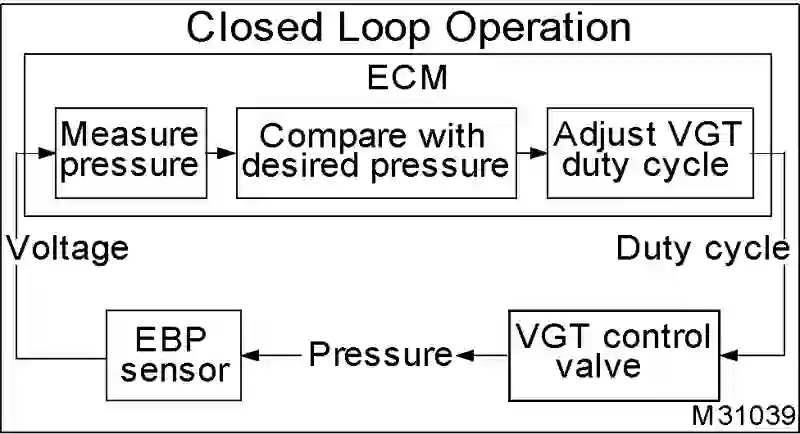 Closed Loop Operation
ECM
Measure
pressure
Compare with
desired pressure
Adjust VGT
duty cycle
Voltage
Duty cycle
EBP
sensor
Pressure
VGT control
valve
M31039